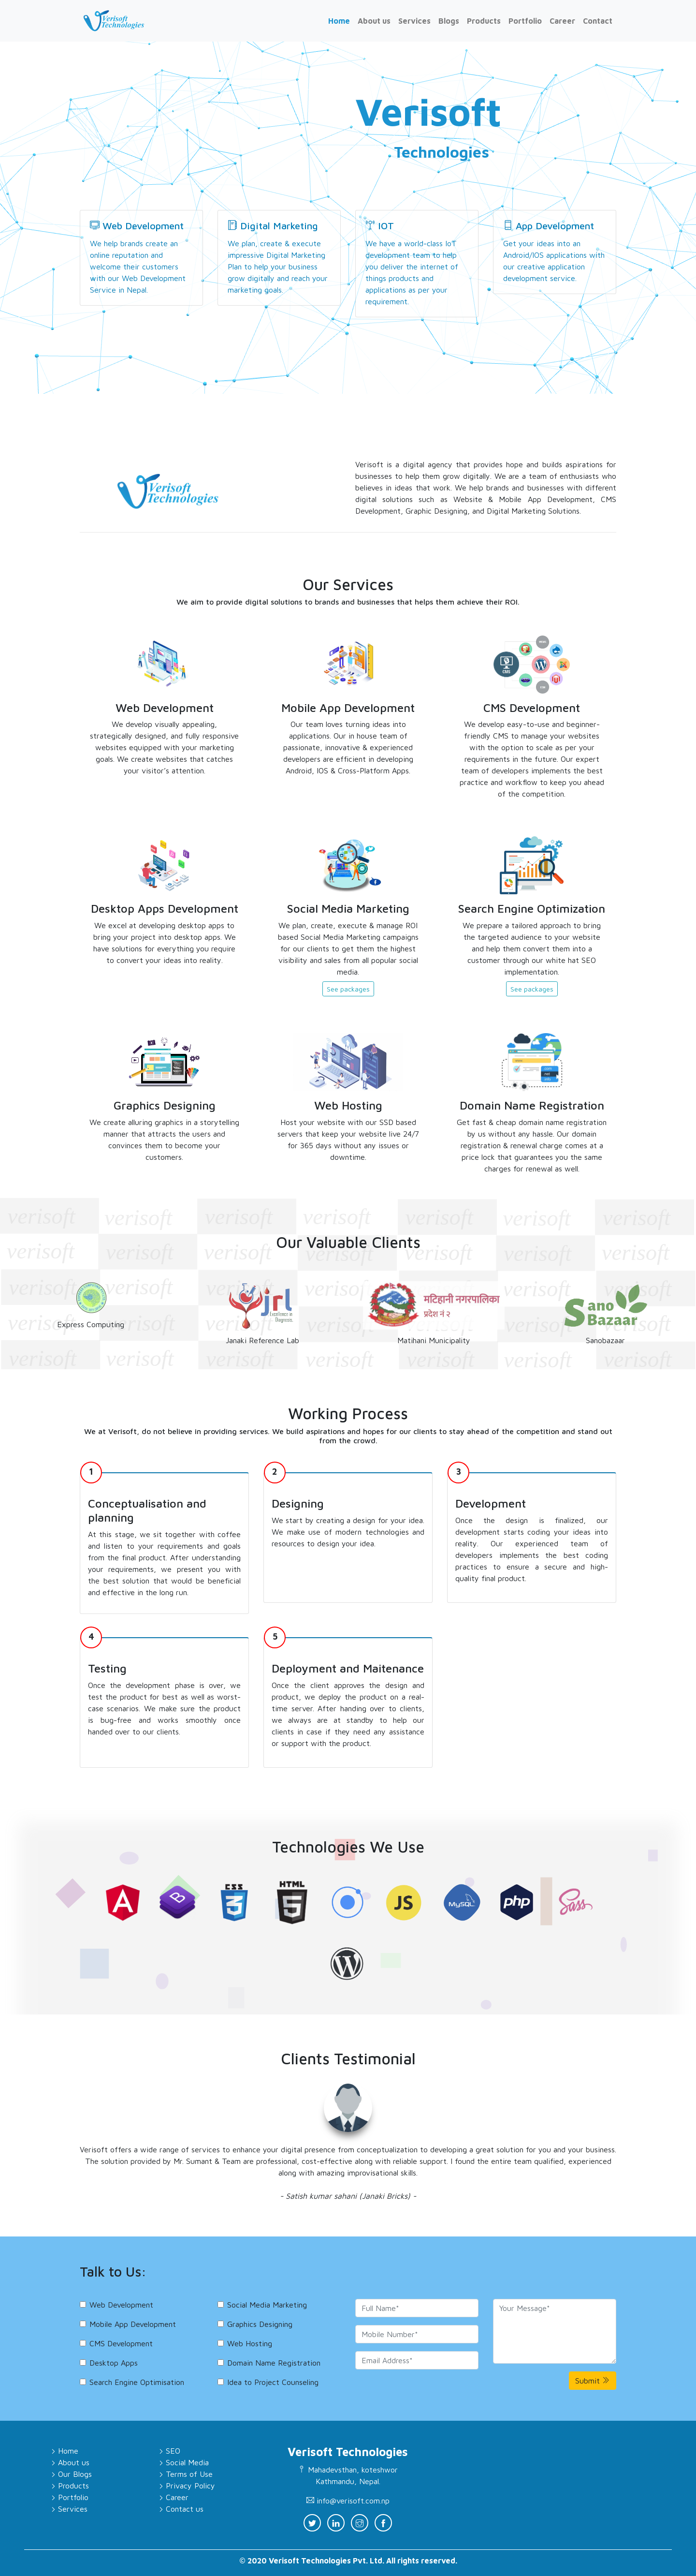 Verisoft
Technologies
Home
About us
Services
Blogs
Products
Portfolio
Career
Contact
Verisoft
Technologies
Web Development
We help brands create an
online reputation and
welcome their customers
with our Web Development
Service in Nepal.
Digital Marketing
We plan, create & execute
impressive Digital Marketing
Plan to help your business
grow digitally and reach your
marketing goals.
IOT
We have a world-class IoT
development team to help
you deliver the internet of
things products and
applications as per your
requirement.
App Development
Get your ideas into an
Android/IOS applications with
our creative application
development service.
Verisoft
Technologies
Verisoft is a digital agency that provides hope and builds aspirations for
businesses to help them grow digitally. We are a team of enthusiasts who
believes in ideas that work. We help brands and businesses with different
digital solutions such as Website & Mobile App Development, CMS
Development, Graphic Designing, and Digital Marketing Solutions.
Our Services
We aim to provide digital solutions to brands and businesses that helps them achieve their ROI.
Web Development
We develop visually appealing,
strategically designed, and fully responsive
websites equipped with your marketing
goals. We create websites that catches
your visitor's attention.
Mobile App Development
Our team loves turning ideas into
applications. Our in house team of
passionate, innovative & experienced
developers are efficient in developing
Android, IOS & Cross-Platform Apps.
CMS
CMS Development
We develop easy-to-use and beginner-
friendly CMS to manage your websites
with the option to scale as per your
requirements in the future. Our expert
team of developers implements the best
practice and workflow to keep you ahead
of the competition.
Desktop Apps Development
We excel at developing desktop apps to
bring your project into desktop apps. We
have solutions for everything you require
to convert your ideas into reality.
Social Media Marketing
We plan, create, execute & manage ROI
based Social Media Marketing campaigns
for our clients to get them the highest
visibility and sales from all popular social
media.
See packages
Search Engine Optimization
We prepare a tailored approach to bring
the targeted audience to your website
and help them convert them into a
customer through our white hat SEO
implementation.
See packages
Graphics Designing
We create alluring graphics in a storytelling
manner that attracts the users and
convinces them to become your
customers.
Web Hosting
Host your website with our SSD based
servers that keep your website live 24/7
for 365 days without any issues or
downtime.
Domain Name Registration
Get fast & cheap domain name registration
by us without any hassle. Our domain
registration & renewal charge comes at a
price lock that guarantees you the same
charges for renewal as well.
verisoft verisoft verisoft verisoft verisoft verisoft verisoft
verisoft verisoft verisoft verisoft verisoft verisoft verisoft
Our Valuable Clients
Express Computing
jrl
Janaki Reference Lab
मटिहानी नगरपालिका
प्रदेश नं २
Matihani Municipality
Sano
Bazaar
Sanobazaar
Working Process
We at Verisoft, do not believe in providing services. We build aspirations and hopes for our clients to stay ahead of the competition and stand out
from the crowd.
1
Conceptualisation and
planning
At this stage, we sit together with coffee
and listen to your requirements and goals
from the final product. After understanding
your requirements, we present you with
the best solution that would be beneficial
and effective in the long run.
2
Designing
We start by creating a design for your idea.
We make use of modern technologies and
resources to design your idea.
3
Development
Once the design is finalized, our
development starts coding your ideas into
reality. Our experienced team of
developers implements the best coding
practices to ensure a secure and high-
quality final product.
4
Testing
Once the development phase is over, we
test the product for best as well as worst-
case scenarios. We make sure the product
is bug-free and works smoothly once
handed over to our clients.
5
Deployment and Maitenance
Once the client approves the design and
product, we deploy the product on a real-
time server. After handing over to clients,
we always are at standby to help our
clients in case if they need any assistance
or support with the product.
Technologies We Use
A
B
CSS
3
HTML
5
JS
MySQL
php
Sass
W
Clients Testimonial
Verisoft offers a wide range of services to enhance your digital presence from conceptualization to developing a great solution for you and your business.
The solution provided by Mr. Sumant & Team are professional, cost-effective along with reliable support. I found the entire team qualified, experienced
along with amazing improvisational skills.
- Satish kumar sahani (Janaki Bricks) -
Talk to Us:
Web Development
Mobile App Development
CMS Development
Desktop Apps
Search Engine Optimisation
Social Media Marketing
Graphics Designing
Web Hosting
Domain Name Registration
Idea to Project Counseling
Full Name*
Mobile Number*
Email Address*
Your Message*
Submit
Home
About us
Our Blogs
Products
Portfolio
Services
SEO
Social Media
Terms of Use
Privacy Policy
Career
Contact us
Verisoft Technologies
Mahadevsthan, koteshwor
Kathmandu, Nepal.
info@verisoft.com.np
© 2020 Verisoft Technologies Pvt. Ltd. All rights reserved.